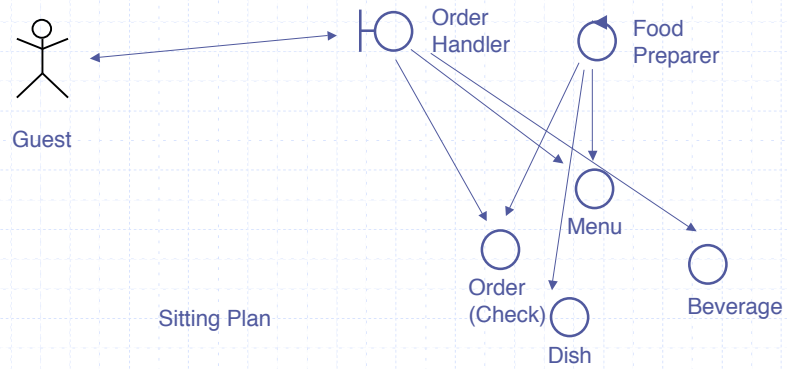 Order
Handler
Food
Preparer
Guest
Menu
Order
(Check)
Beverage
Sitting Plan
Dish